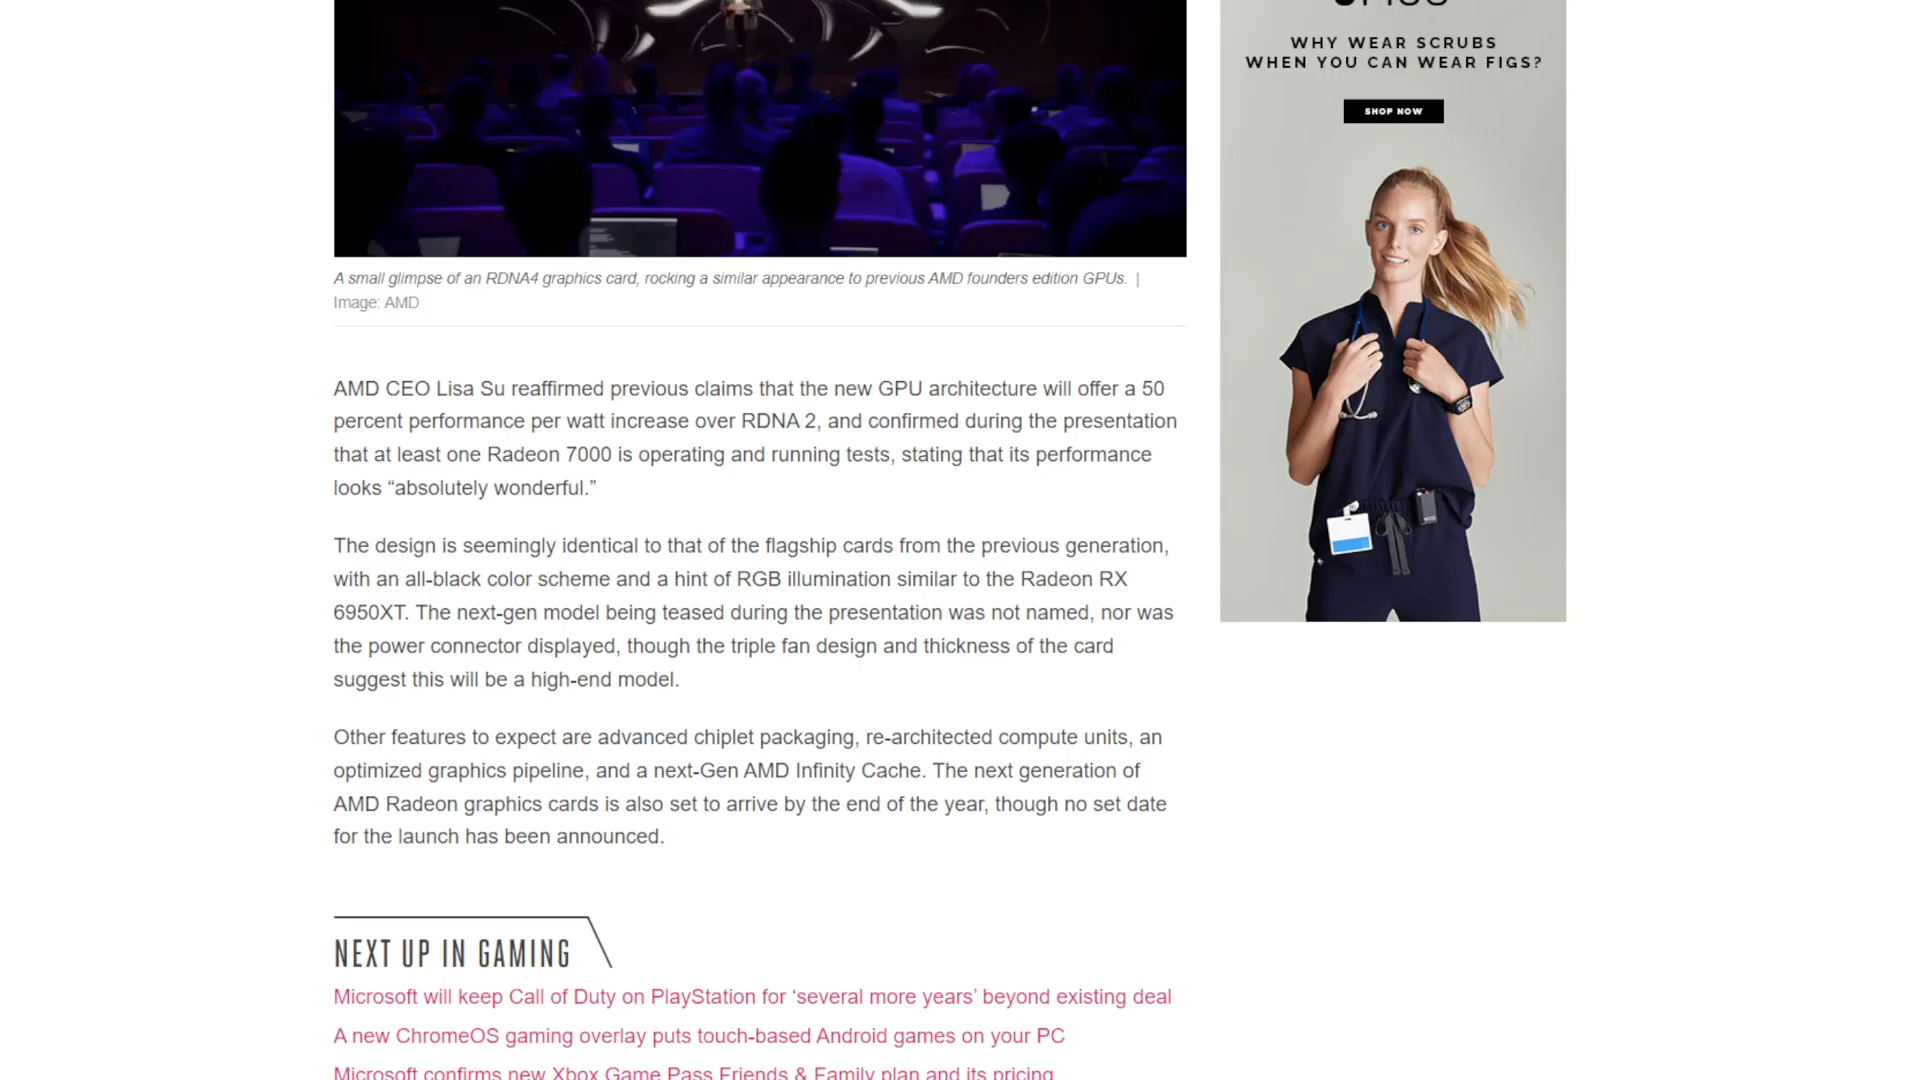 WHY WEAR SCRUBS
WHEN YOU CAN WEAR FIGS?
SHOP NOW
A small glimpse of an RDNA4 graphics card, rocking a similar appearance to previous AMD founders edition GPUs. |
Image: AMD
AMD CEO Lisa Su reaffirmed previous claims that the new GPU architecture will offer a 50
percent performance per watt increase over RDNA 2, and confirmed during the presentation
that at least one Radeon 7000 is operating and running tests, stating that its performance
looks “absolutely wonderful.”
The design is seemingly identical to that of the flagship cards from the previous generation,
with an all-black color scheme and a hint of RGB illumination similar to the Radeon RX
6950XT. The next-gen model being teased during the presentation was not named, nor was
the power connector displayed, though the triple fan design and thickness of the card
suggest this will be a high-end model.
Other features to expect are advanced chiplet packaging, re-architected compute units, an
optimized graphics pipeline, and a next-Gen AMD Infinity Cache. The next generation of
AMD Radeon graphics cards is also set to arrive by the end of the year, though no set date
for the launch has been announced.
NEXT UP IN GAMING
Microsoft will keep Call of Duty on PlayStation for ‘several more years’ beyond existing deal
A new ChromeOS gaming overlay puts touch-based Android games on your PC
Microsoft confirms new Xbox Game Pass Friends & Family plan and its pricing